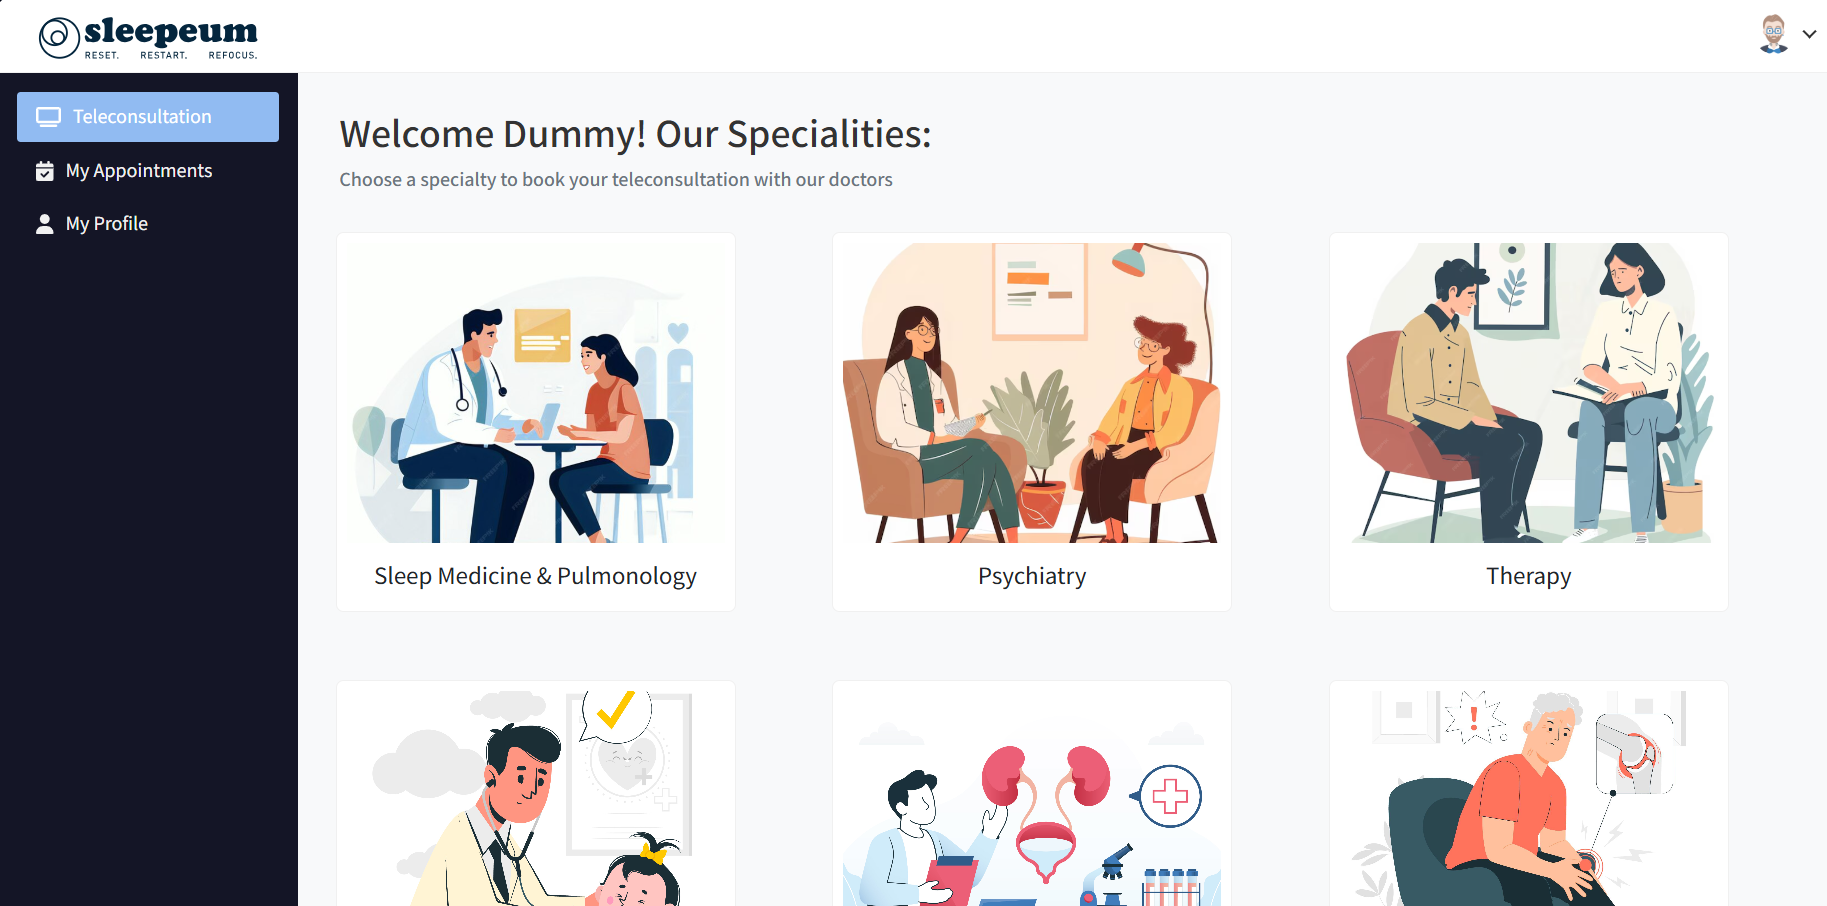 sleepeum
RESET. RESTART. REFOCUS.
Teleconsultation
My Appointments
My Profile
Welcome Dummy! Our Specialities:
Choose a specialty to book your teleconsultation with our doctors
Sleep Medicine & Pulmonology
Psychiatry
Therapy